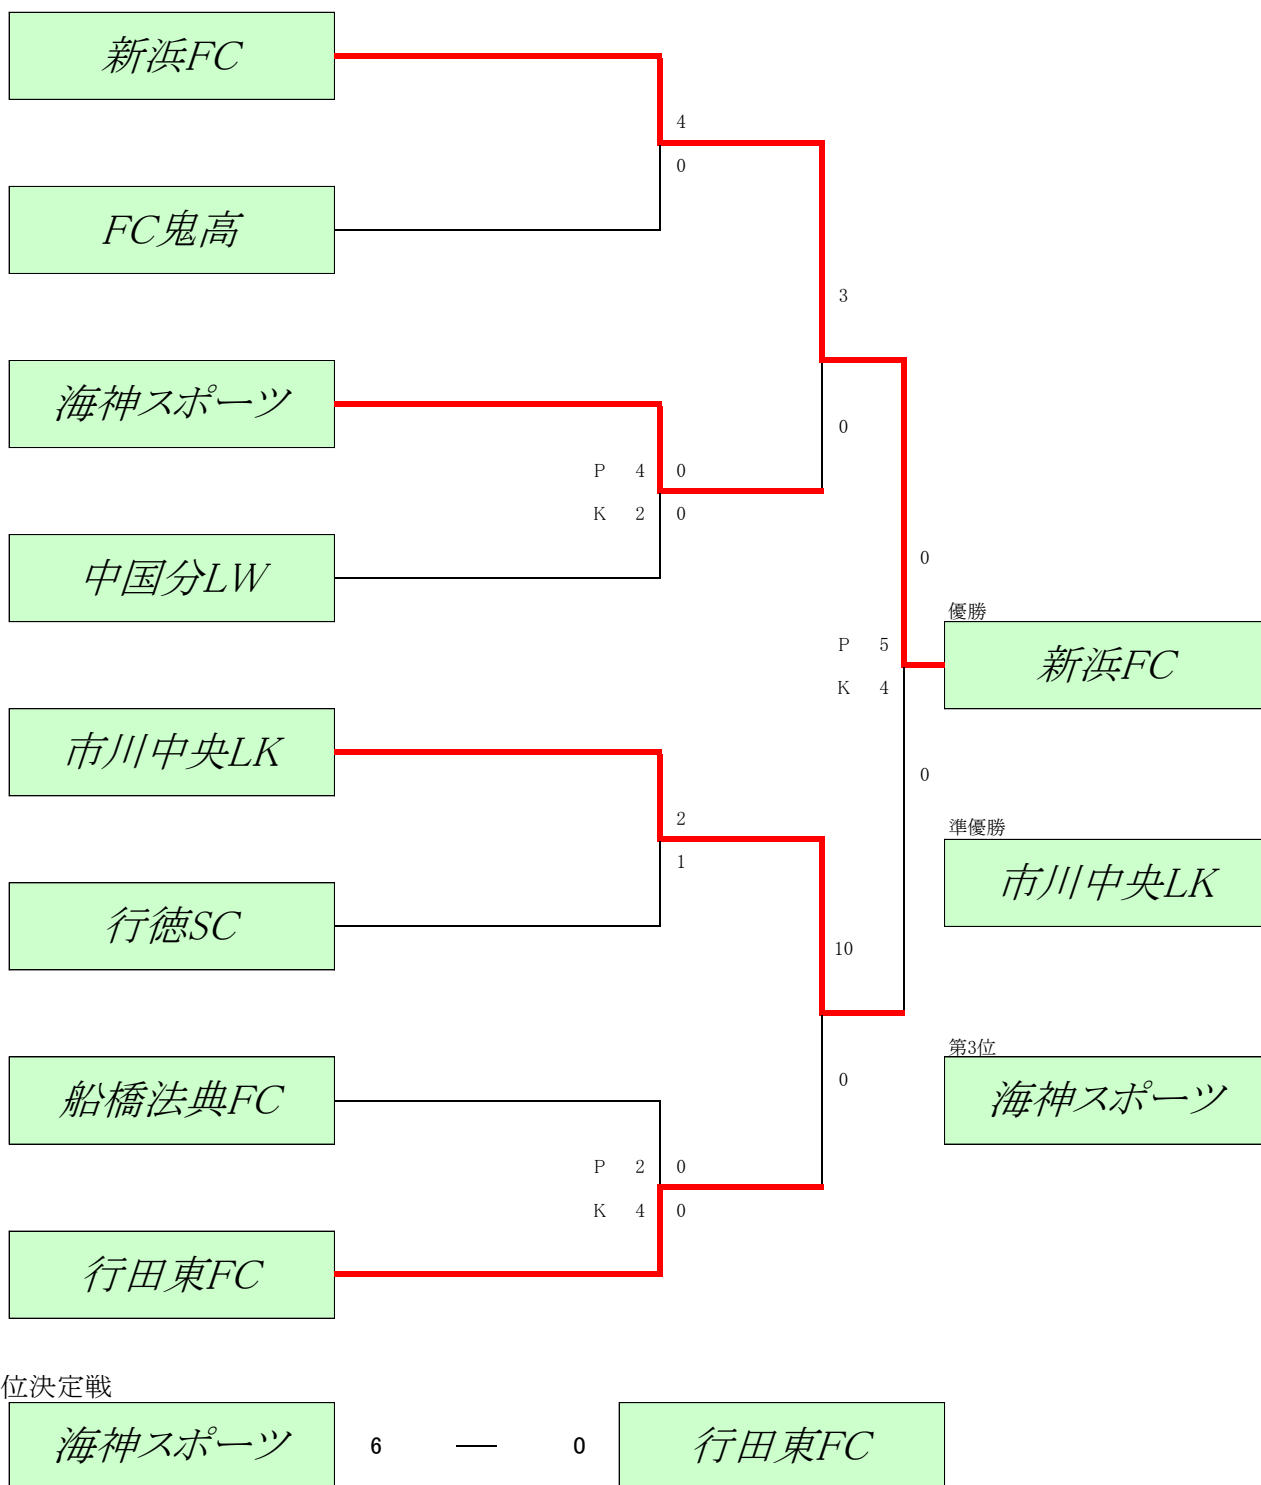 新浜FC
4
0
FC鬼高
3
海神スポーツ
0
P 4 0
K 2 0
中国分LW
0
優勝
P 5
新浜FC
K 4
市川中央LK
0
2
準優勝
1
市川中央LK
行徳SC
10
第3位
船橋法典FC
0
海神スポーツ
P 2 0
K 4 0
行田東FC
位決定戦
海神スポーツ 6 — 0 行田東FC